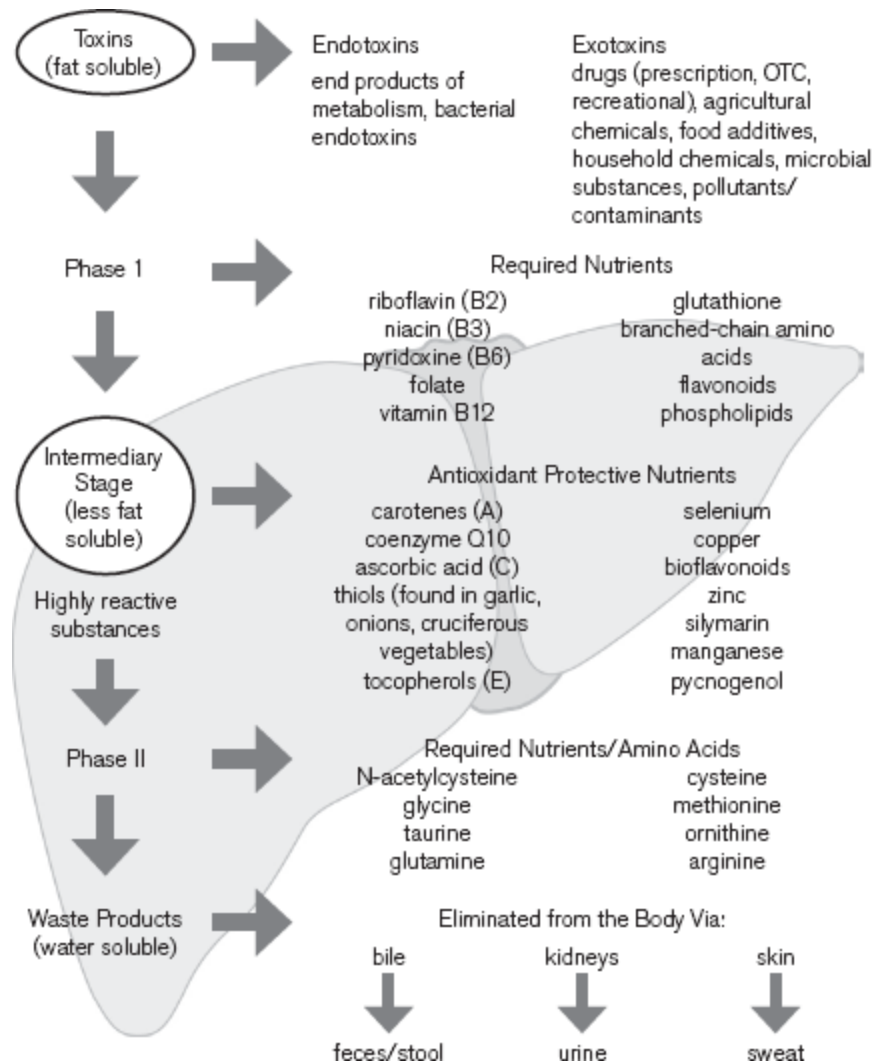 Toxins
(fat soluble)
Endotoxins
end products of
metabolism, bacterial
endotoxins
Exotoxins
drugs (prescription, OTC,
recreational), agricultural
chemicals, food additives,
household chemicals, microbial
substances, pollutants/
contaminants
Phase 1
Required Nutrients
riboflavin (B2)
niacin (B3)
pyridoxine (B6)
folate
vitamin B12
glutathione
branched-chain amino
acids
flavonoids
phospholipids
Intermediary
Stage
(less fat
soluble)
Highly reactive
substances
Antioxidant Protective Nutrients
carotenes (A)
coenzyme Q10
ascorbic acid (C)
thiols (found in garlic,
onions, cruciferous
vegetables)
tocopherols (E)
selenium
copper
bioflavonoids
zinc
silymarin
manganese
pycnogenol
Phase II
Required Nutrients/Amino Acids
N-acetylcysteine
glycine
taurine
glutamine
cysteine
methionine
ornithine
arginine
Waste Products
(water soluble)
Eliminated from the Body Via:
bile
kidneys
skin
feces/stool
urine
sweat